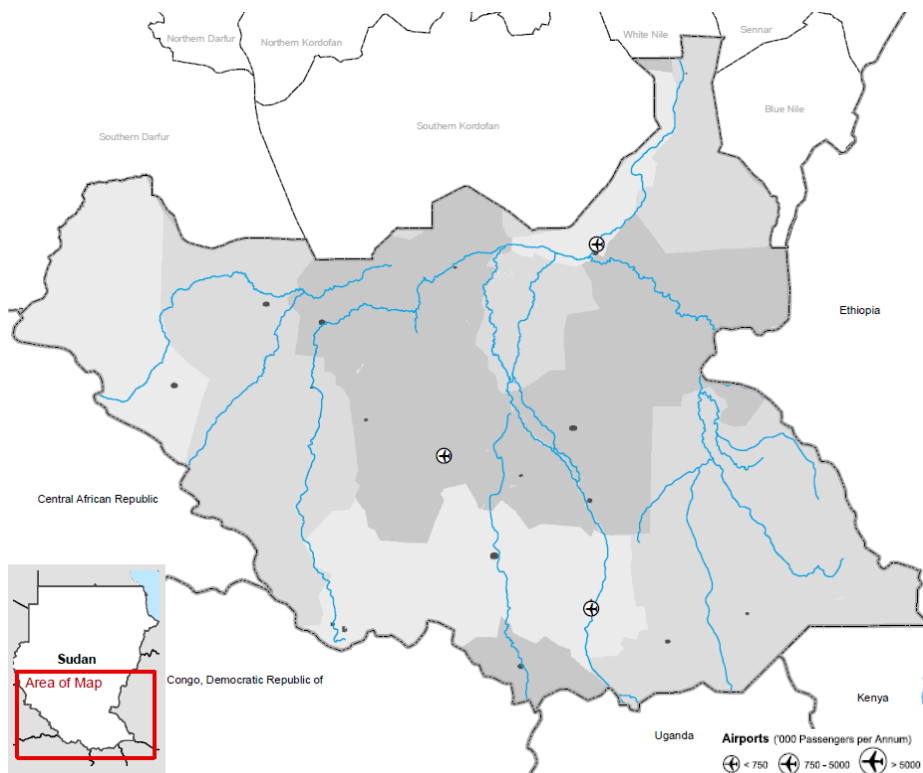 Northern Darfur
Northern Kordofan
White Nile
Sennar
Blue Nile
Southern Kordofan
Southern Darfur
Ethiopia
Central African Republic
Sudan
Area of Map
Congo, Democratic Republic of
Kenya
Uganda
Airports ('000 Passengers per Annum)
< 750 750 - 5000 > 5000